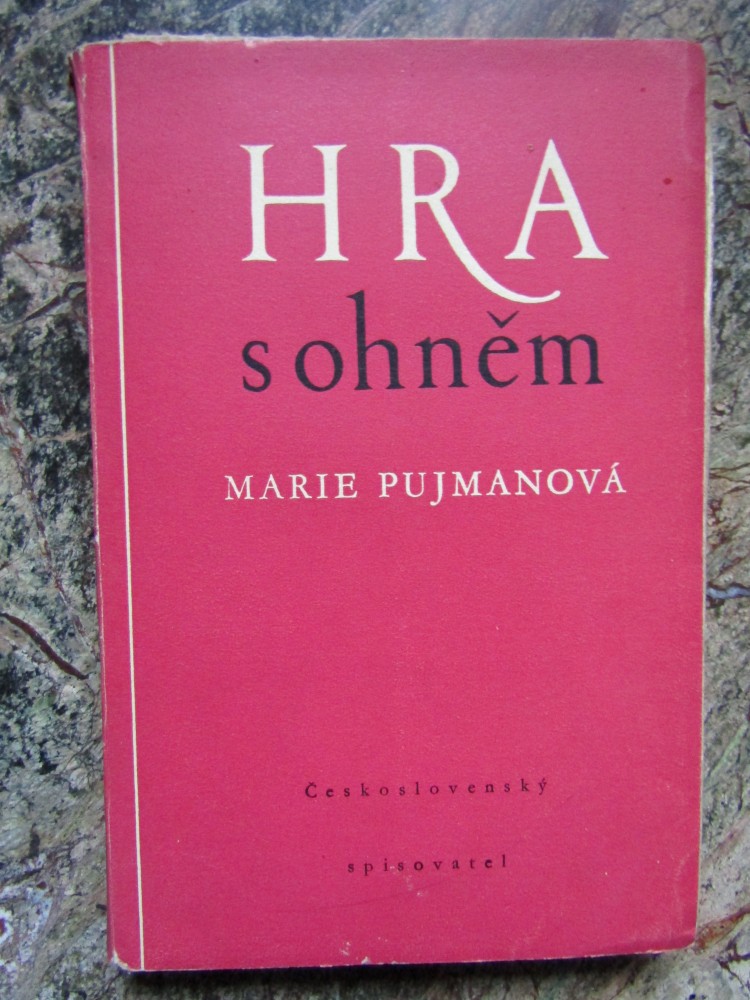 HRA
s ohněm
MARIE PUJMANOVÁ
Československý
spisovatel